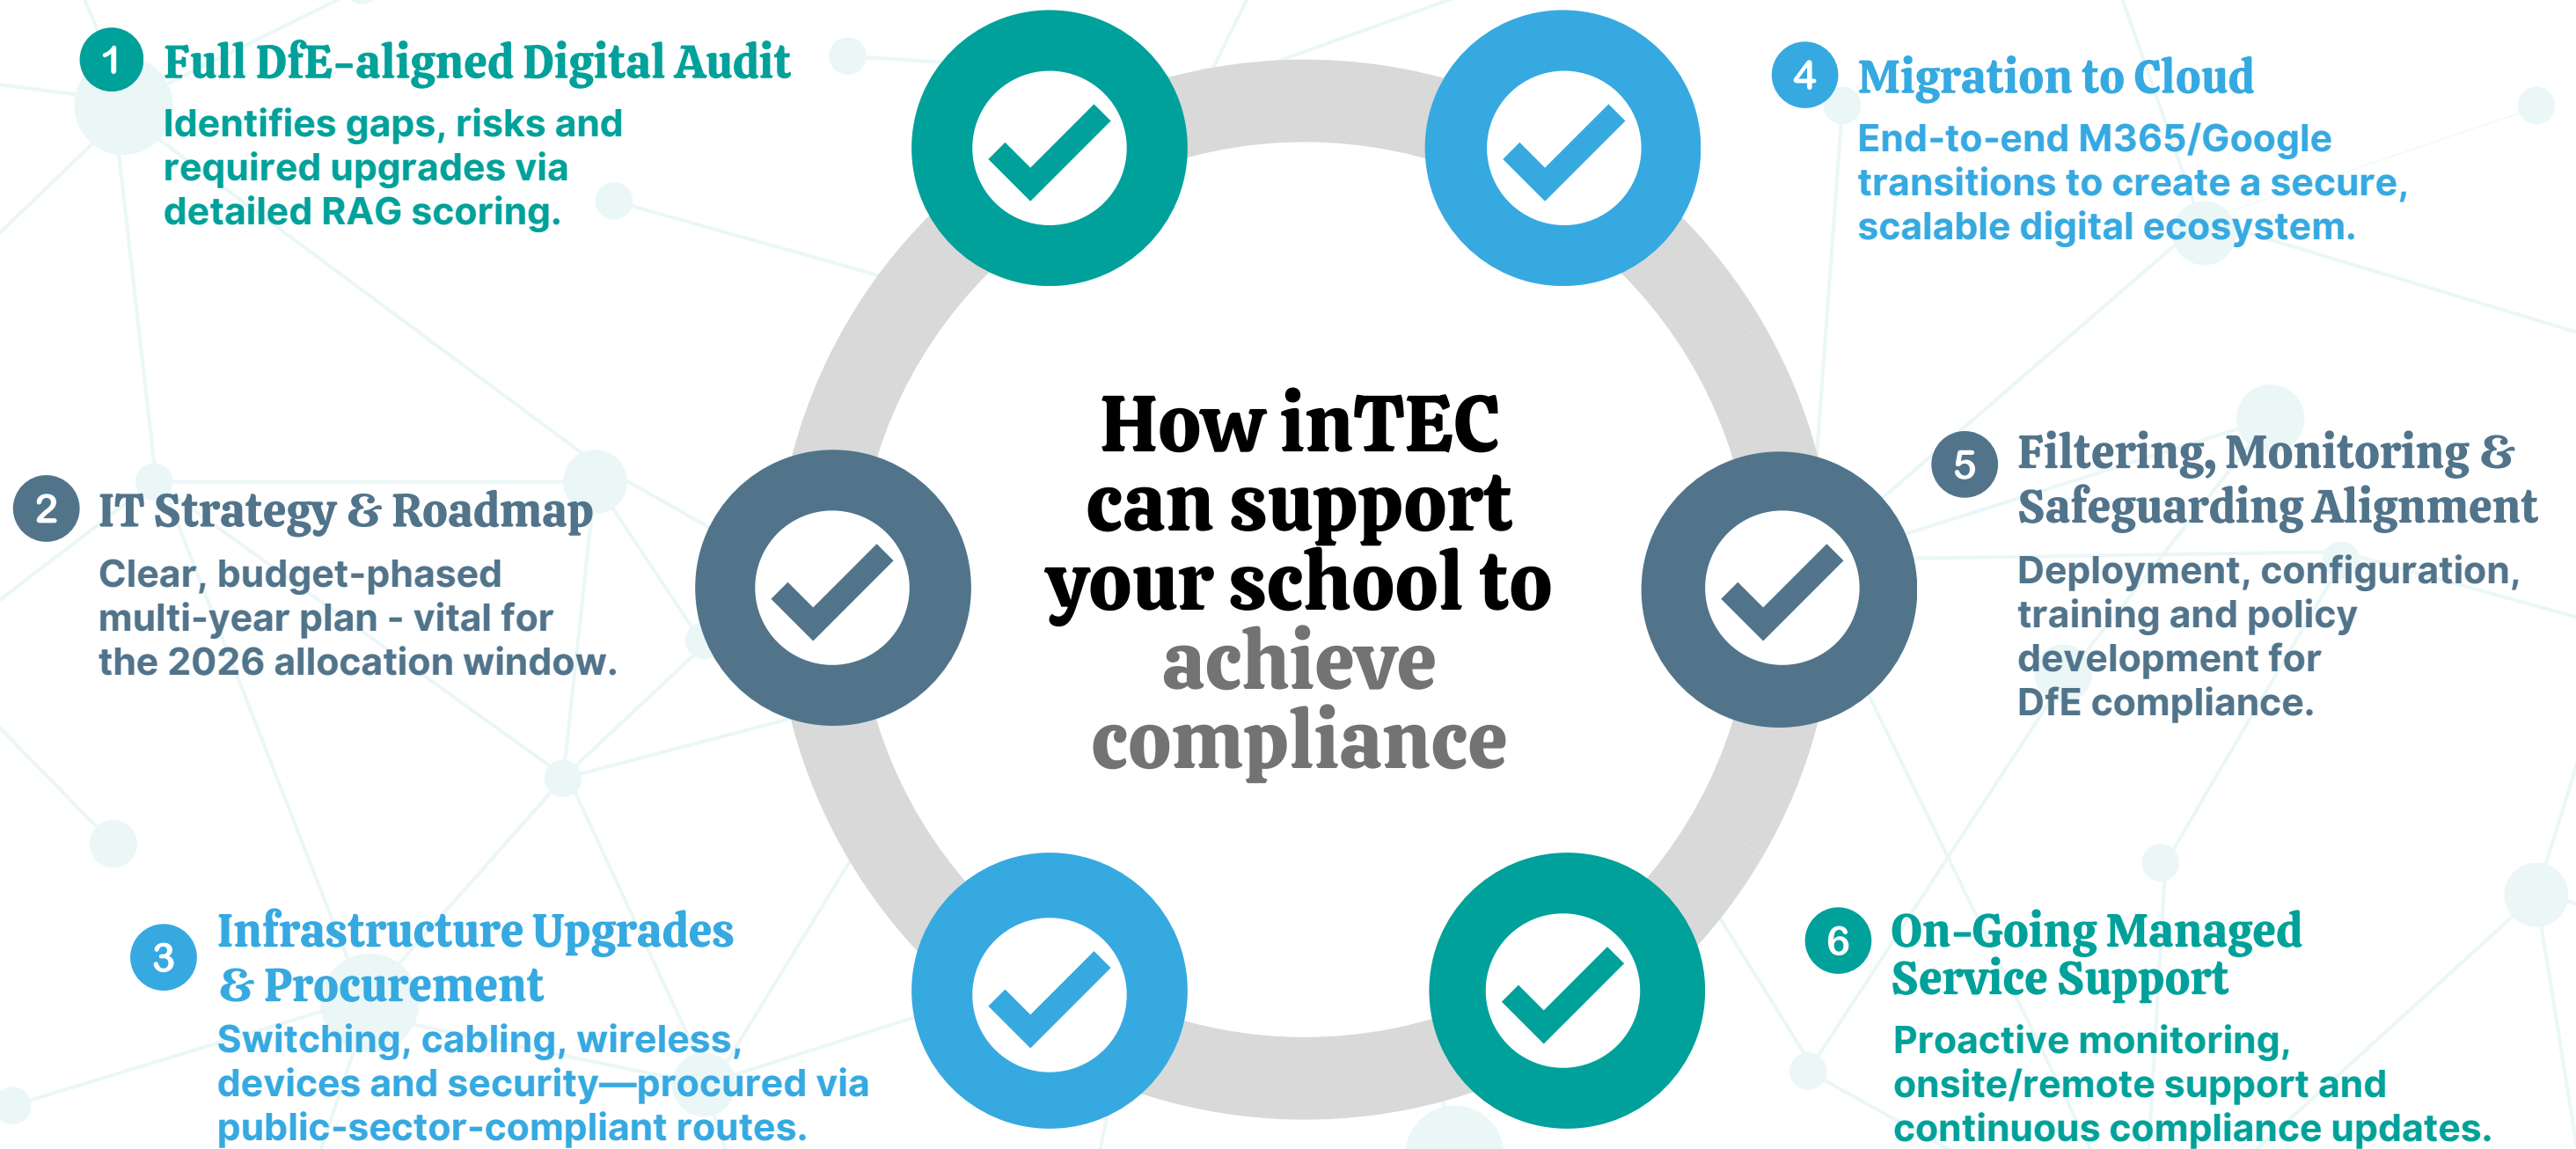 1
Full DfE-aligned Digital Audit
Identifies gaps, risks and
required upgrades via
detailed RAG scoring.
2
IT Strategy & Roadmap
Clear, budget-phased
multi-year plan - vital for
the 2026 allocation window.
3
Infrastructure Upgrades
& Procurement
Switching, cabling, wireless,
devices and security—procured via
public-sector-compliant routes.
How inTEC
can support
your school to
achieve
compliance
4
Migration to Cloud
End-to-end M365/Google
transitions to create a secure,
scalable digital ecosystem.
5
Filtering, Monitoring &
Safeguarding Alignment
Deployment, configuration,
training and policy
development for
DfE compliance.
6
On-Going Managed
Service Support
Proactive monitoring,
onsite/remote support and
continuous compliance updates.